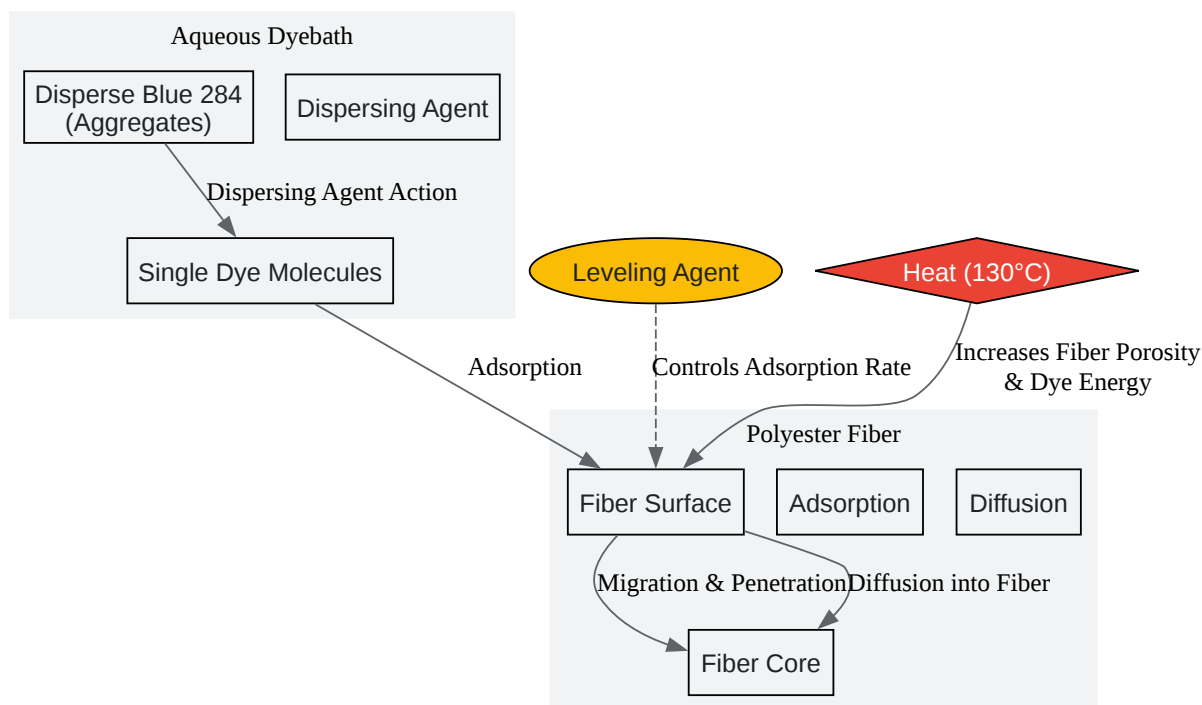 Aqueous Dyebath
Disperse Blue 284
(Aggregates)
Dispersing Agent
Dispersing Agent Action
Single Dye Molecules
Leveling Agent
Heat (130°C)
Adsorption
Controls Adsorption Rate
Increases Fiber Porosity
& Dye Energy
Polyester Fiber
Fiber Surface
Adsorption
Diffusion
Migration & Penetration
Diffusion into Fiber
Fiber Core